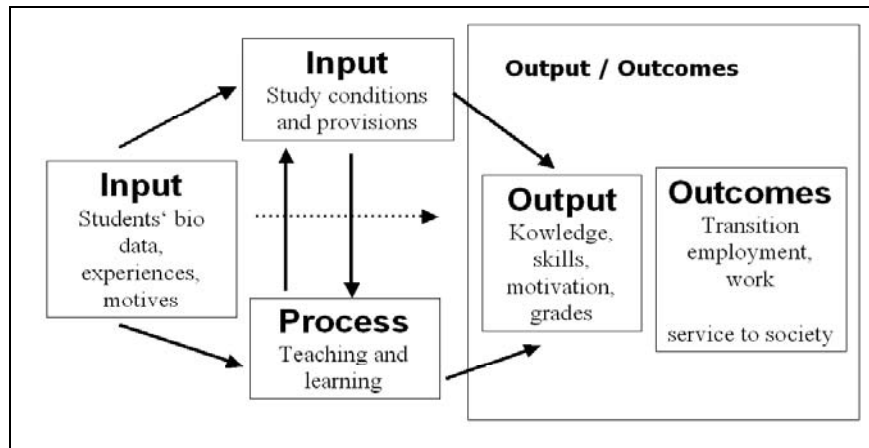 Input
Study conditions
and provisions
Output / Outcomes
Input
Students‘ bio
data,
experiences,
motives
Process
Teaching and
learning
Output
Kowledge,
skills,
motivation,
grades
Outcomes
Transition
employment,
work
service to society